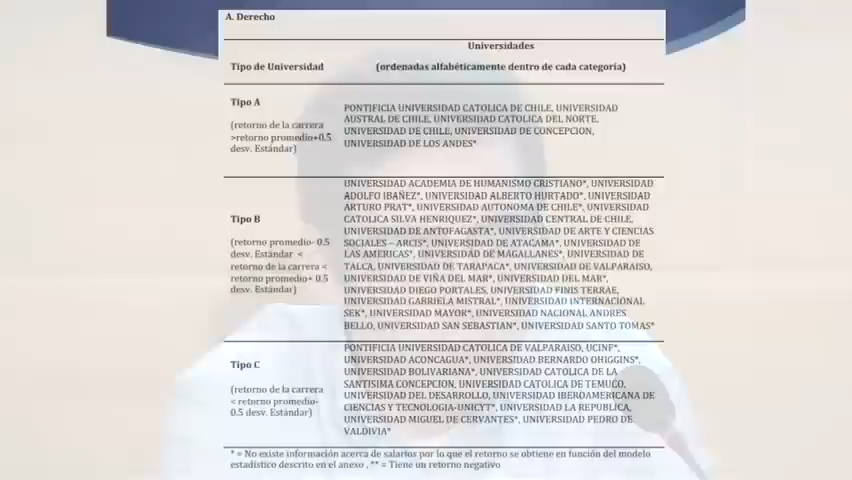 A. Derecho
Universidades
Tipo de Universidad
(ordenadas alfabéticamente dentro de cada categoría)
Tipo A
(retorno de la carrera
>retorno promedio+0.5
desv. Estándar)
PONTIFICIA UNIVERSIDAD CATOLICA DE CHILE, UNIVERSIDAD
AUSTRAL DE CHILE, UNIVERSIDAD CATOLICA DEL NORTE,
UNIVERSIDAD DE CHILE, UNIVERSIDAD DE CONCEPCION,
UNIVERSIDAD DE LOS ANDES*
Tipo B
(retorno promedio- 0.5
desv. Estándar <
retorno de la carrera <
retorno promedio+ 0.5
desv. Estándar)
UNIVERSIDAD ACADEMIA DE HUMANISMO CRISTIANO*, UNIVERSIDAD
ADOLFO IBAÑEZ*, UNIVERSIDAD ALBERTO HURTADO*, UNIVERSIDAD
ARTURO PRAT*, UNIVERSIDAD AUTONOMA DE CHILE*, UNIVERSIDAD
CATOLICA SILVA HENRIQUEZ*, UNIVERSIDAD CENTRAL DE CHILE,
UNIVERSIDAD DE ANTOFAGASTA*, UNIVERSIDAD DE ARTE Y CIENCIAS
SOCIALES – ARCIS*, UNIVERSIDAD DE ATACAMA*, UNIVERSIDAD DE
LAS AMERICAS*, UNIVERSIDAD DE MAGALLANES*, UNIVERSIDAD DE
TALCA, UNIVERSIDAD DE TARAPACA*, UNIVERSIDAD DE VALPARAISO,
UNIVERSIDAD DE VIÑA DEL MAR*, UNIVERSIDAD DEL MAR*,
UNIVERSIDAD DIEGO PORTALES, UNIVERSIDAD FINIS TERRAE,
UNIVERSIDAD GABRIELA MISTRAL*, UNIVERSIDAD INTERNACIONAL
SEK*, UNIVERSIDAD MAYOR*, UNIVERSIDAD NACIONAL ANDRES
BELLO, UNIVERSIDAD SAN SEBASTIAN*, UNIVERSIDAD SANTO TOMAS*
Tipo C
(retorno de la carrera
< retorno promedio-
0.5 desv. Estándar)
PONTIFICIA UNIVERSIDAD CATOLICA DE VALPARAISO, UCINF*,
UNIVERSIDAD ACONCAGUA*, UNIVERSIDAD BERNARDO OHIGGINS*,
UNIVERSIDAD BOLIVARIANA*, UNIVERSIDAD CATOLICA DE LA
SANTISIMA CONCEPCION, UNIVERSIDAD CATOLICA DE TEMUCO,
UNIVERSIDAD DEL DESARROLLO, UNIVERSIDAD IBEROAMERICANA DE
CIENCIAS Y TECNOLOGIA-UNICYT*, UNIVERSIDAD LA REPUBLICA,
UNIVERSIDAD MIGUEL DE CERVANTES*, UNIVERSIDAD PEDRO DE
VALDIVIA*
* = No existe información acerca de salarios por lo que el retorno se obtiene en función del modelo
estadístico descrito en el anexo , ** = Tiene un retorno negativo